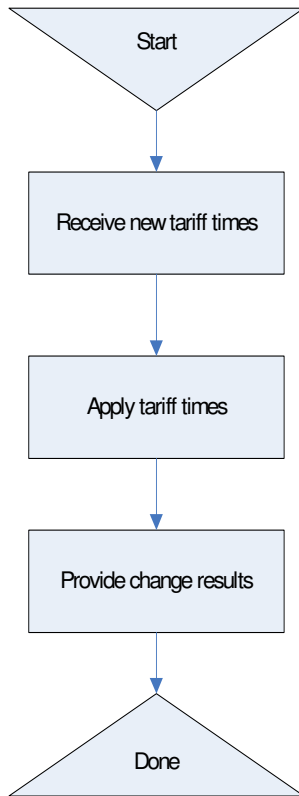 Start
Receive new tariff times
Apply tariff times
Provide change results
Done